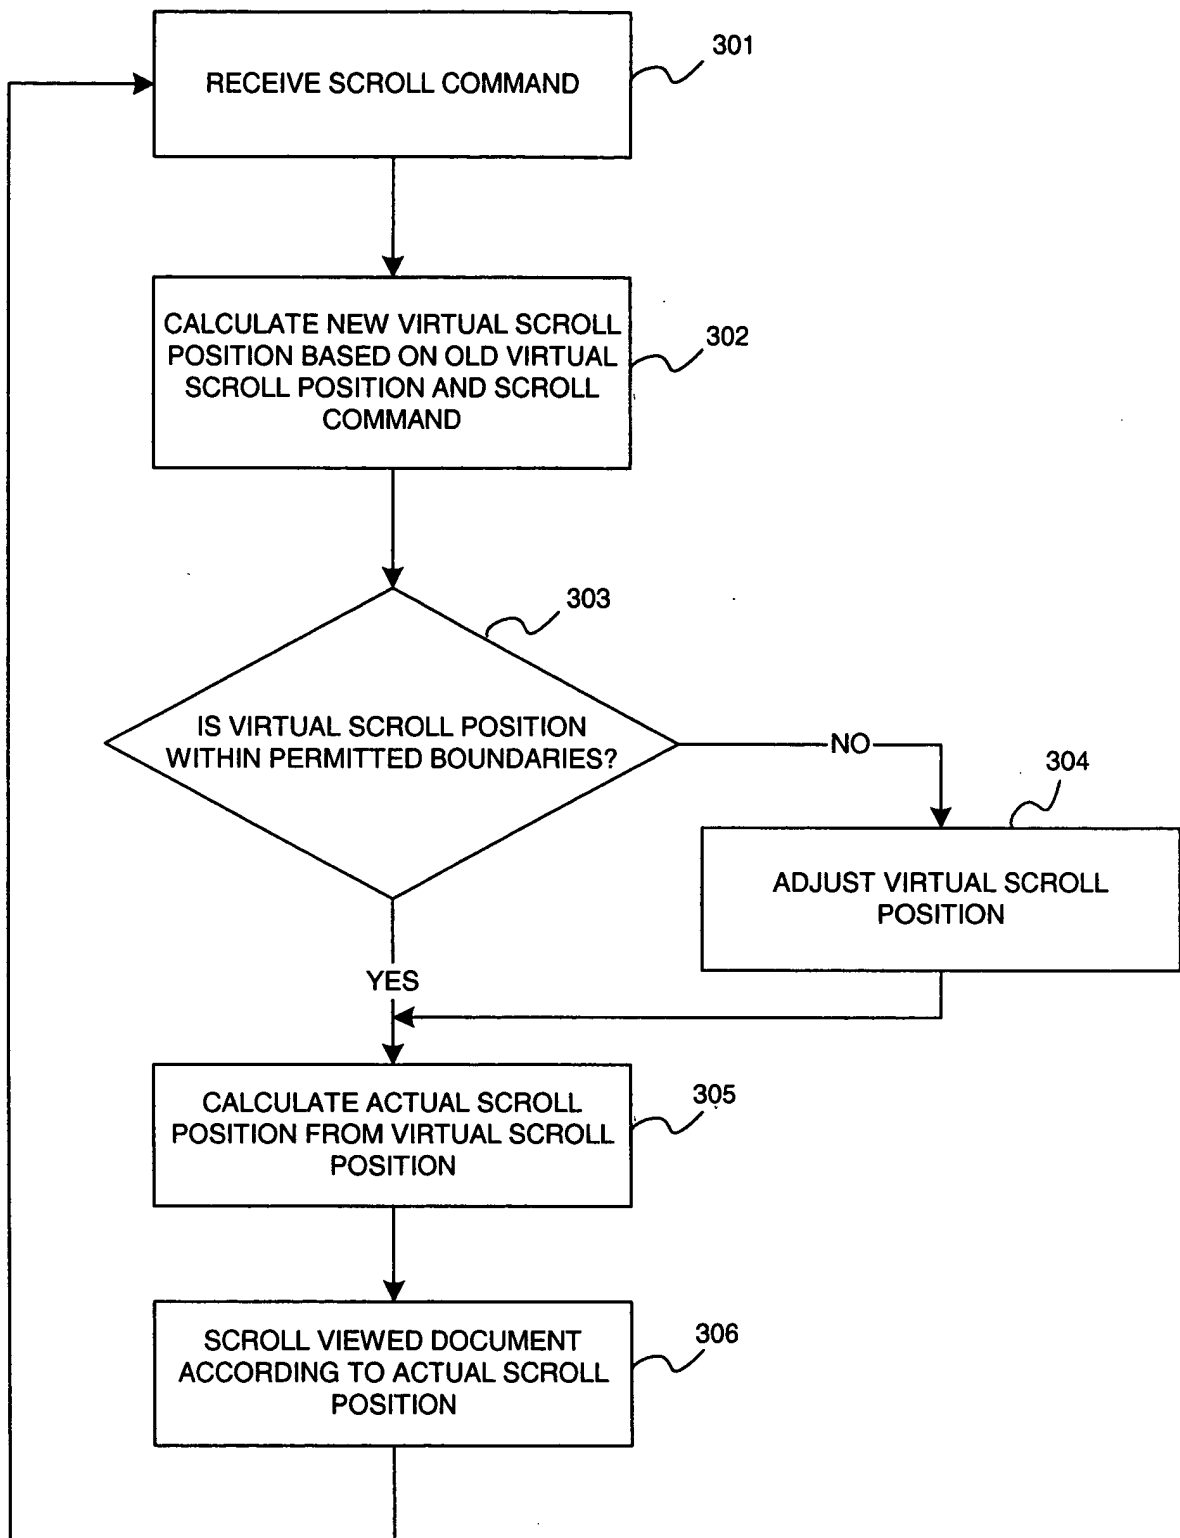 301
RECEIVE SCROLL COMMAND
302
CALCULATE NEW VIRTUAL SCROLL
POSITION BASED ON OLD VIRTUAL
SCROLL POSITION AND SCROLL
COMMAND
303
IS VIRTUAL SCROLL POSITION
WITHIN PERMITTED BOUNDARIES?
NO
304
ADJUST VIRTUAL SCROLL
POSITION
YES
305
CALCULATE ACTUAL SCROLL
POSITION FROM VIRTUAL SCROLL
POSITION
306
SCROLL VIEWED DOCUMENT
ACCORDING TO ACTUAL SCROLL
POSITION